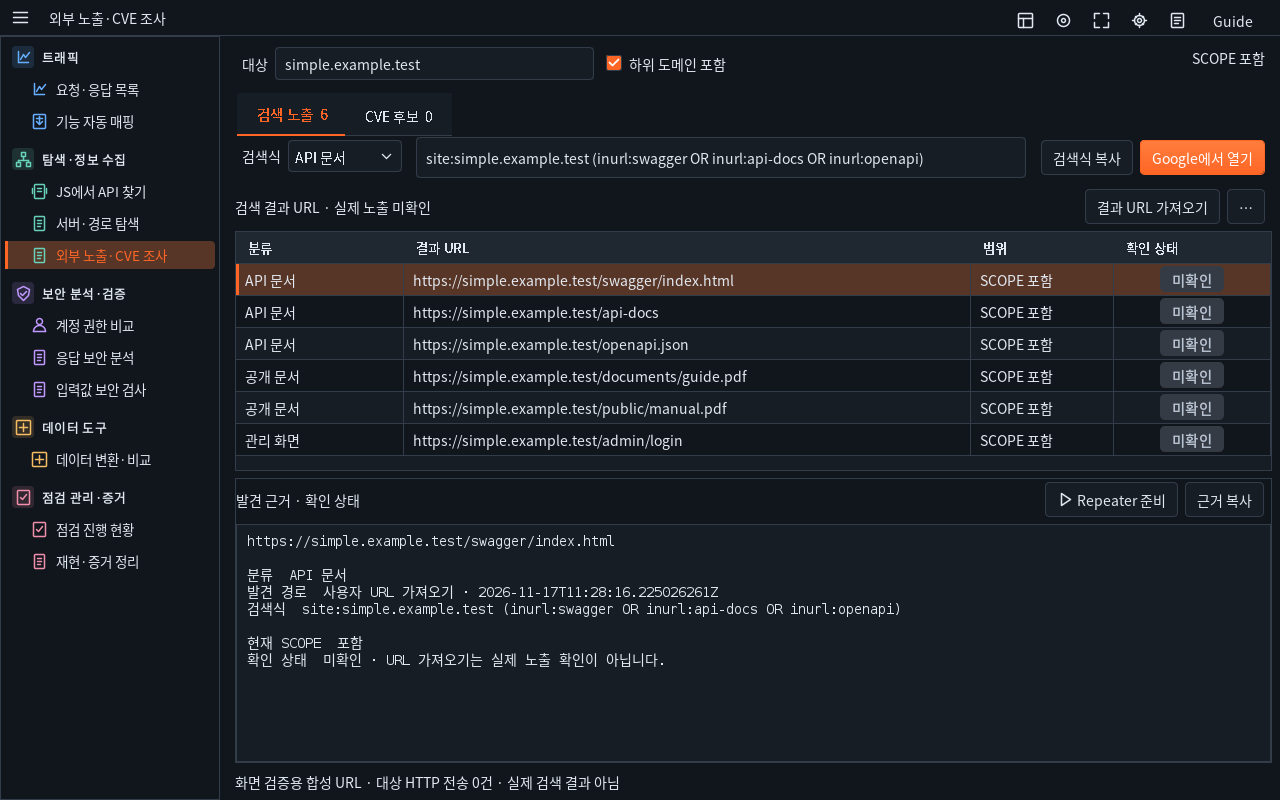 외부 노출·CVE 조사
Guide
트래픽
요청·응답 목록
기능 자동 매핑
탐색·정보 수집
JS에서 API 찾기
서버·경로 탐색
외부 노출·CVE 조사
보안 분석·검증
계정 권한 비교
응답 보안 분석
입력값 보안 검사
데이터 도구
데이터 변환·비교
점검 관리·증거
점검 진행 현황
재현·증거 정리
대상 simple.example.test 하위 도메인 포함 SCOPE 포함
검색 노출 6 CVE 후보 0
검색식 API 문서 site:simple.example.test (inurl:swagger OR inurl:api-docs OR inurl:openapi) 검색식 복사 Google에서 열기
검색 결과 URL · 실제 노출 미확인 결과 URL 가져오기 ...
분류 결과 URL 범위 확인 상태
API 문서 https://simple.example.test/swagger/index.html SCOPE 포함 미확인
API 문서 https://simple.example.test/api-docs SCOPE 포함 미확인
API 문서 https://simple.example.test/openapi.json SCOPE 포함 미확인
공개 문서 https://simple.example.test/documents/guide.pdf SCOPE 포함 미확인
공개 문서 https://simple.example.test/public/manual.pdf SCOPE 포함 미확인
관리 화면 https://simple.example.test/admin/login SCOPE 포함 미확인
발견 근거 · 확인 상태 Repeater 준비 근거 복사
https://simple.example.test/swagger/index.html
분류 API 문서
발견 경로 사용자 URL 가져오기 · 2026-11-17T11:28:16.225026261Z
검색식 site:simple.example.test (inurl:swagger OR inurl:api-docs OR inurl:openapi)
현재 SCOPE 포함
확인 상태 미확인 · URL 가져오기는 실제 노출 확인이 아닙니다.
화면 검증용 합성 URL · 대상 HTTP 전송 0건 · 실제 검색 결과 아님